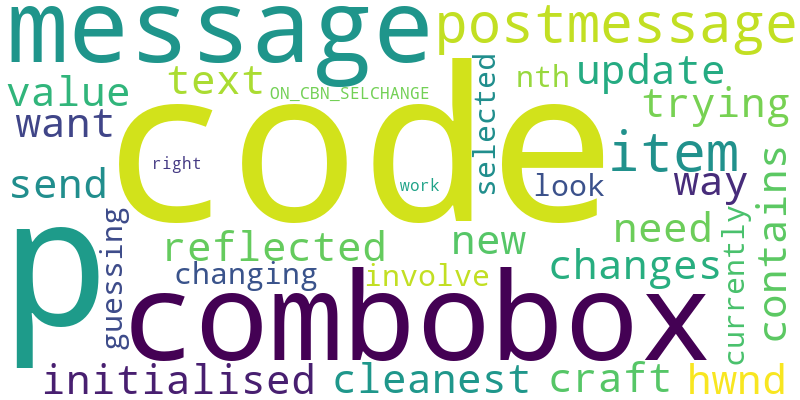 message
postmessage
value
text
ON_CBN_SELCHANGE
selected
nth
update
want
trying
code
right
work
item
send
look
way
contains
p
guessing
reflected
new
need
changing
involve
changes
currently
combobox
initialised
cleanest
craft
hwnd